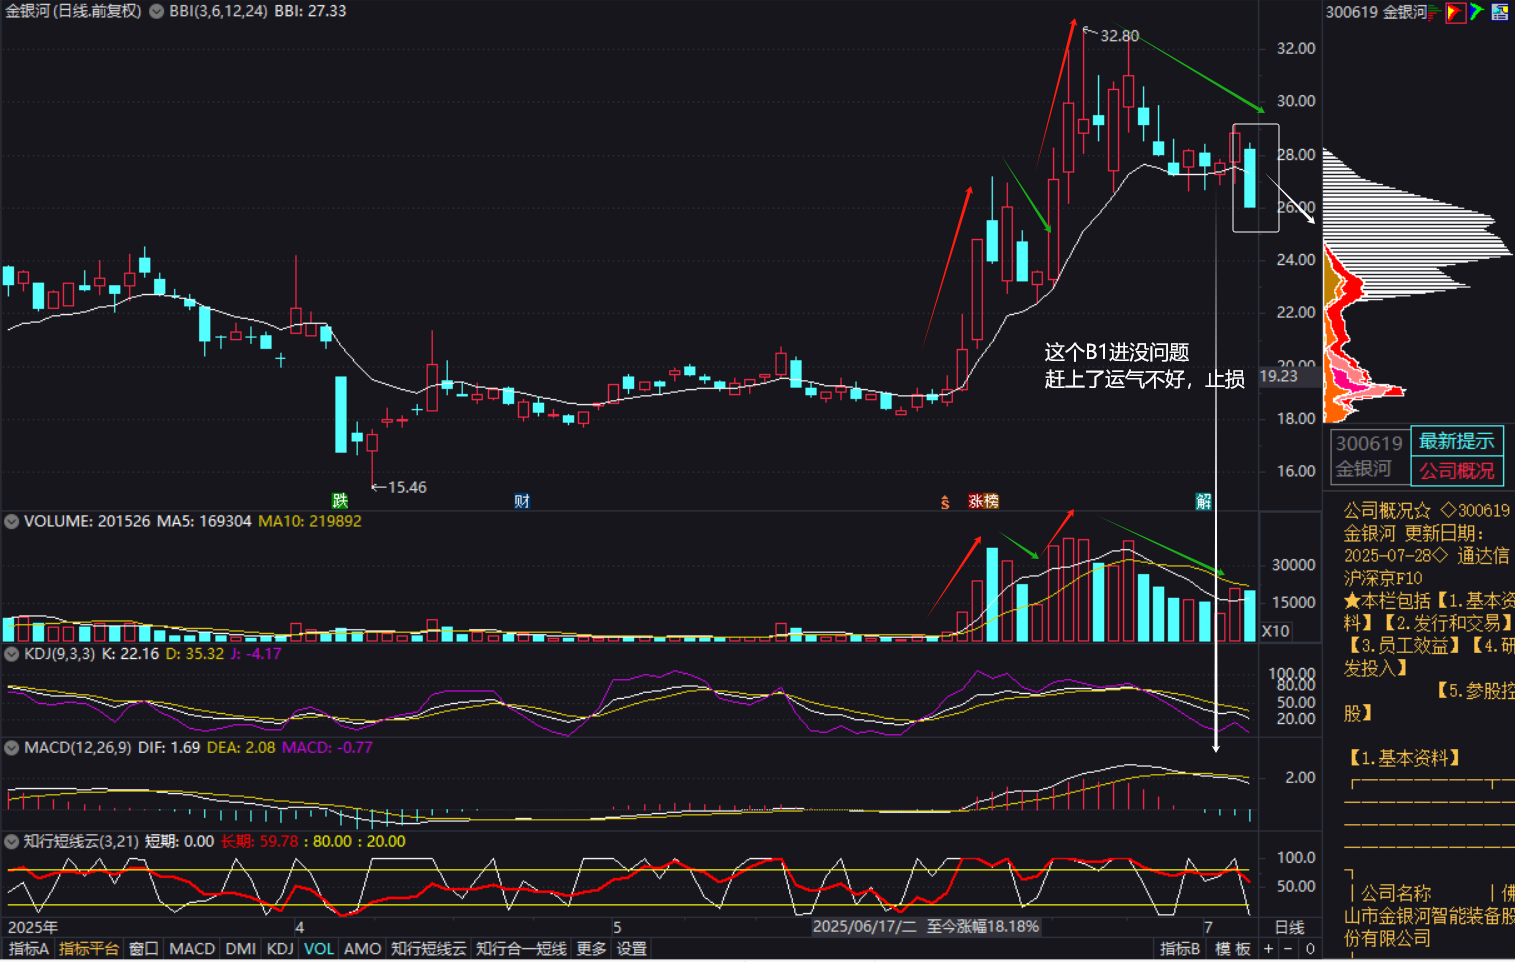 金银河(日线.前复权) BBI(3,6,12,24) BBI: 27.33
300619 金银河
32.80
32.00
30.00
28.00
26.00
24.00
22.00
20.00
19.23
18.00
16.00
这个B1进没问题
赶上了运气不好，止损
15.46
跌
财
$
涨榜
解
300619
金银河
最新提示
公司概况
VOLUME: 201526 MA5: 169304 MA10: 219892
30000
15000
X10
KDJ(9,3,3) K: 22.16 D: 35.32 J: -4.17
100.00
80.00
50.00
20.00
MACD(12,26,9) DIF: 1.69 DEA: 2.08 MACD: -0.77
2.00
知行短线云(3,21) 短期: 0.00 长期: 59.78 : 80.00 : 20.00
100.0
50.00
2025年
4
5
2025/06/17/二 至今涨幅18.18%
7
日线
指标A 指标平台 窗口 MACD DMI KDJ VOL AMO 知行短线云 知行合一短线 更多 设置
指标B 模板 + - 0
公司概况☆ ◇300619
金银河 更新日期:
2025-07-28◇ 通达信
沪深京F10
★本栏包括【1.基本资
料】【2.发行和交易】
【3.员工效益】【4.研
发投入】
【5.参股控
股】
【1.基本资料】
|公司名称 |佛
山市金银河智能装备股
份有限公司